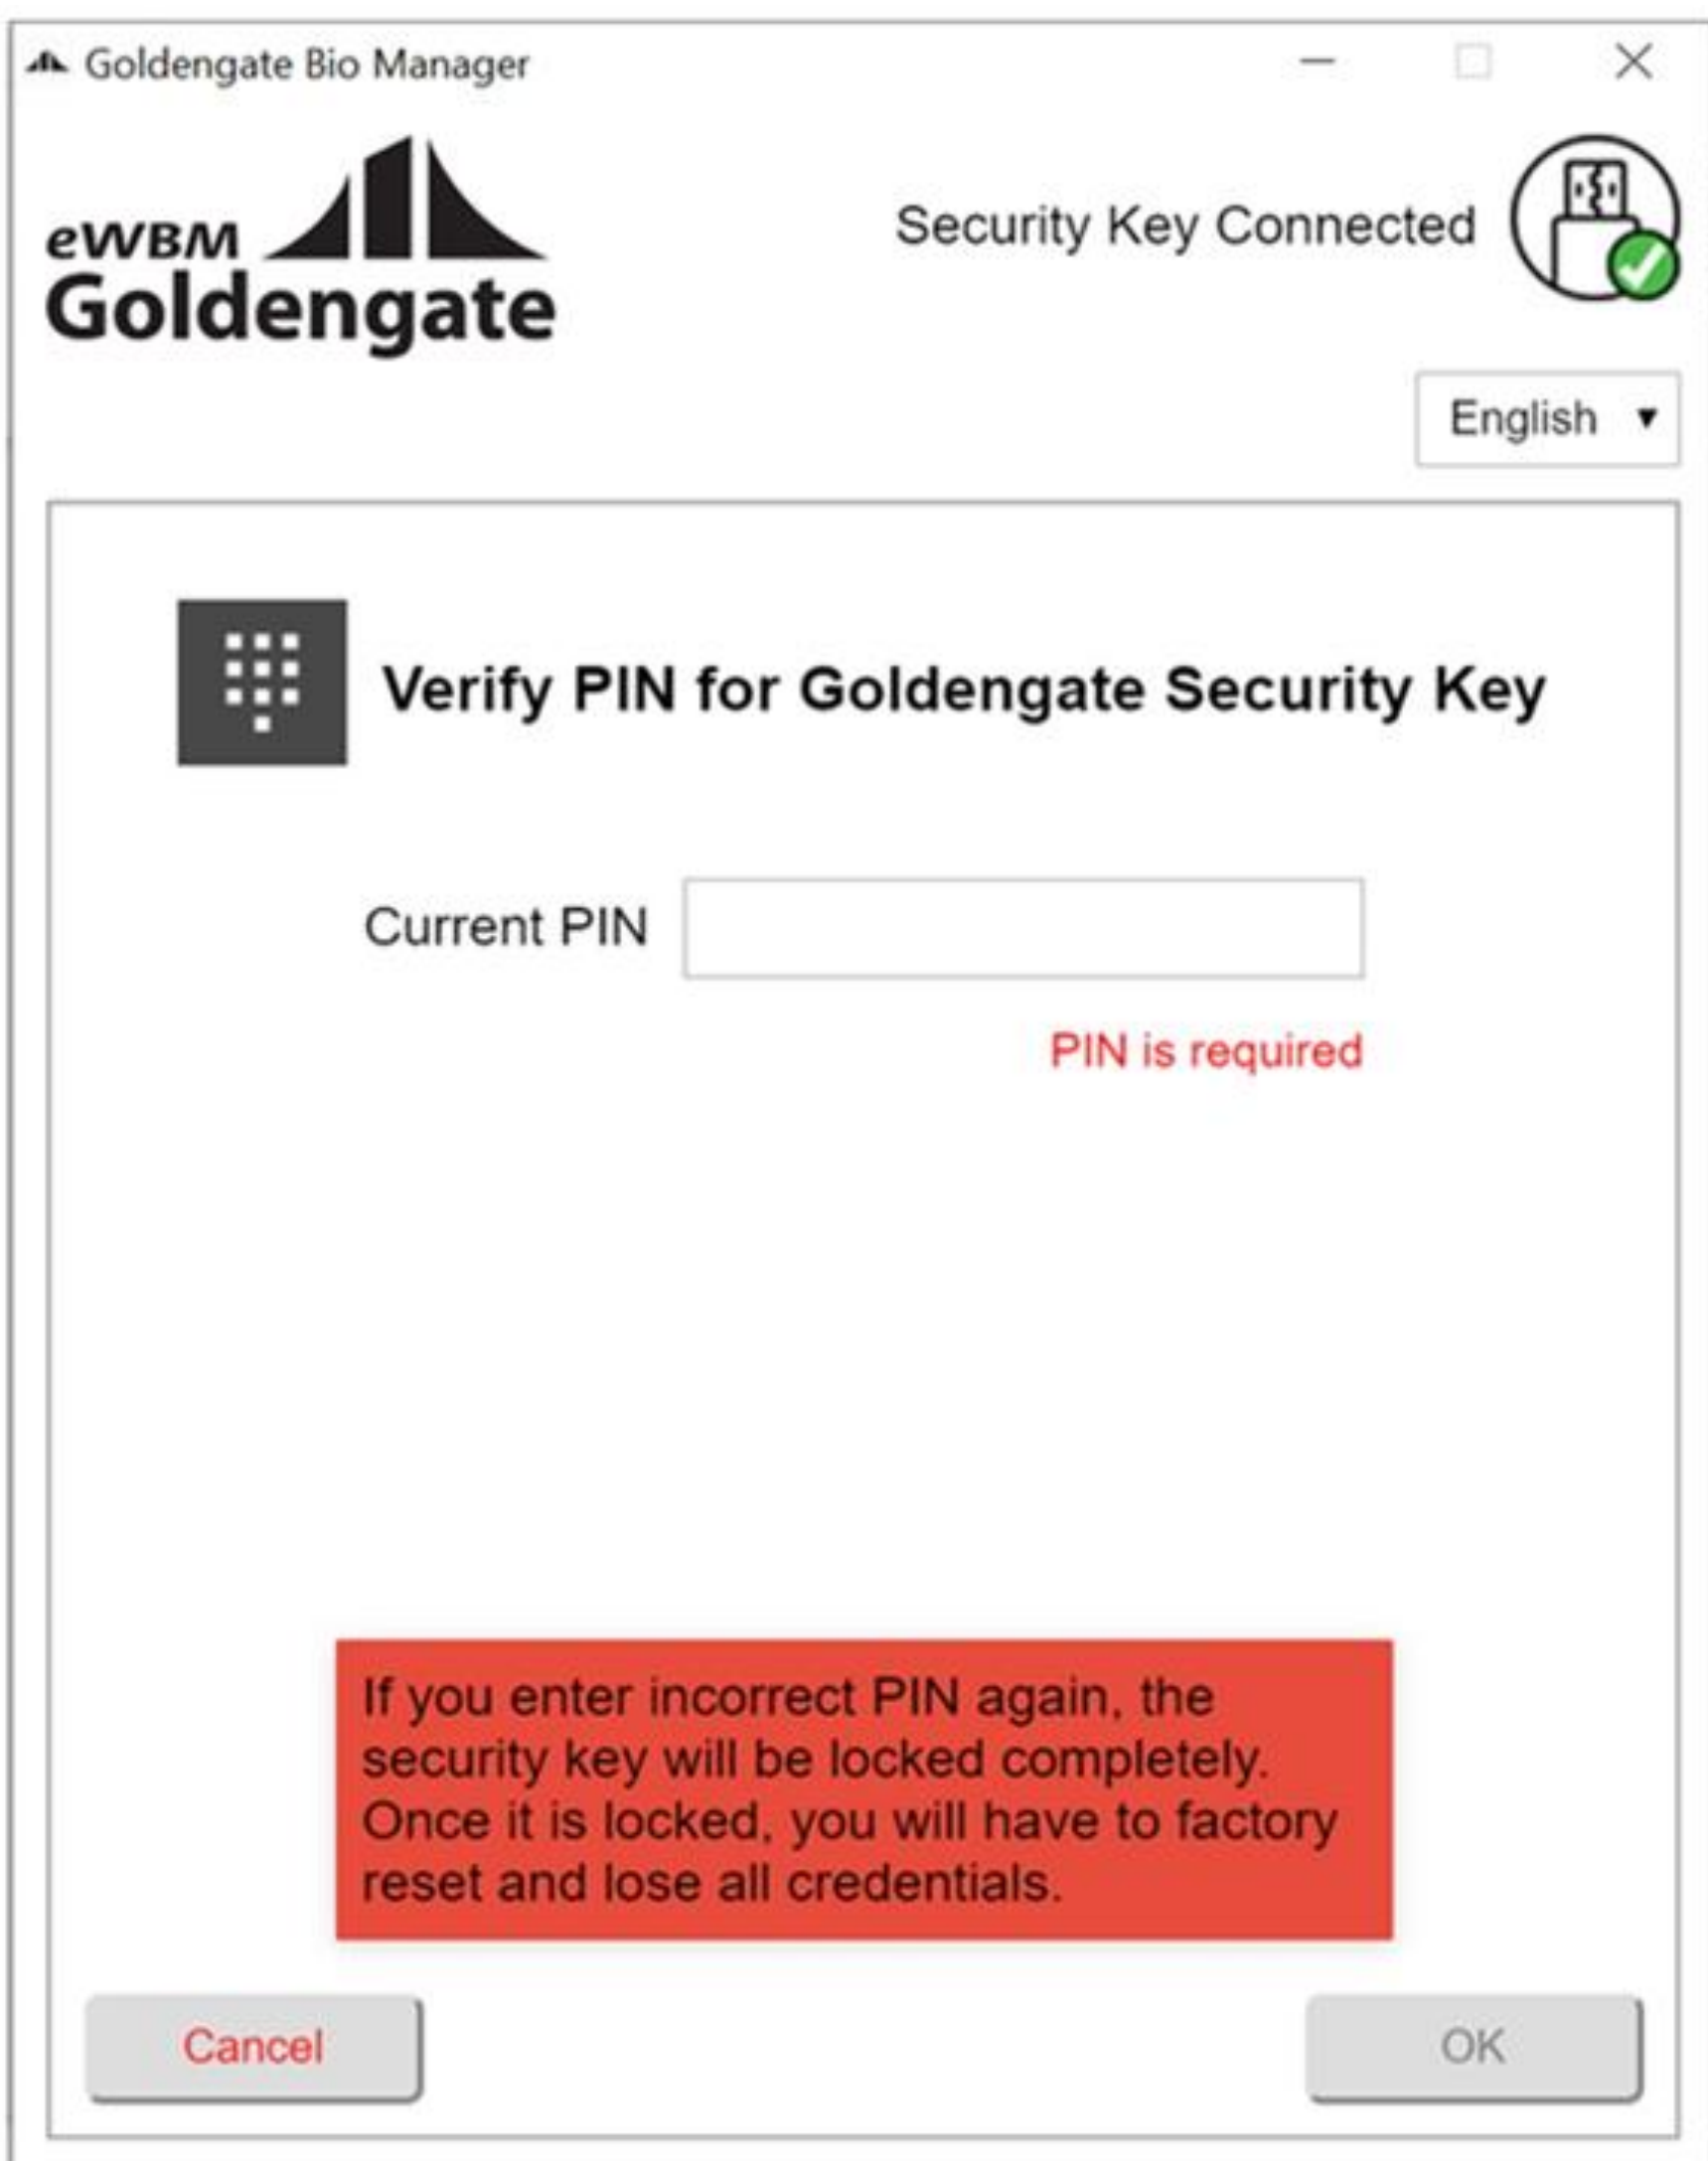 Goldengate Bio Manager
eWBM
Goldengate
Security Key Connected
English
Verify PIN for Goldengate Security Key
Current PIN
PIN is required
If you enter incorrect PIN again, the
security key will be locked completely.
Once it is locked, you will have to factory
reset and lose all credentials.
Cancel
OK